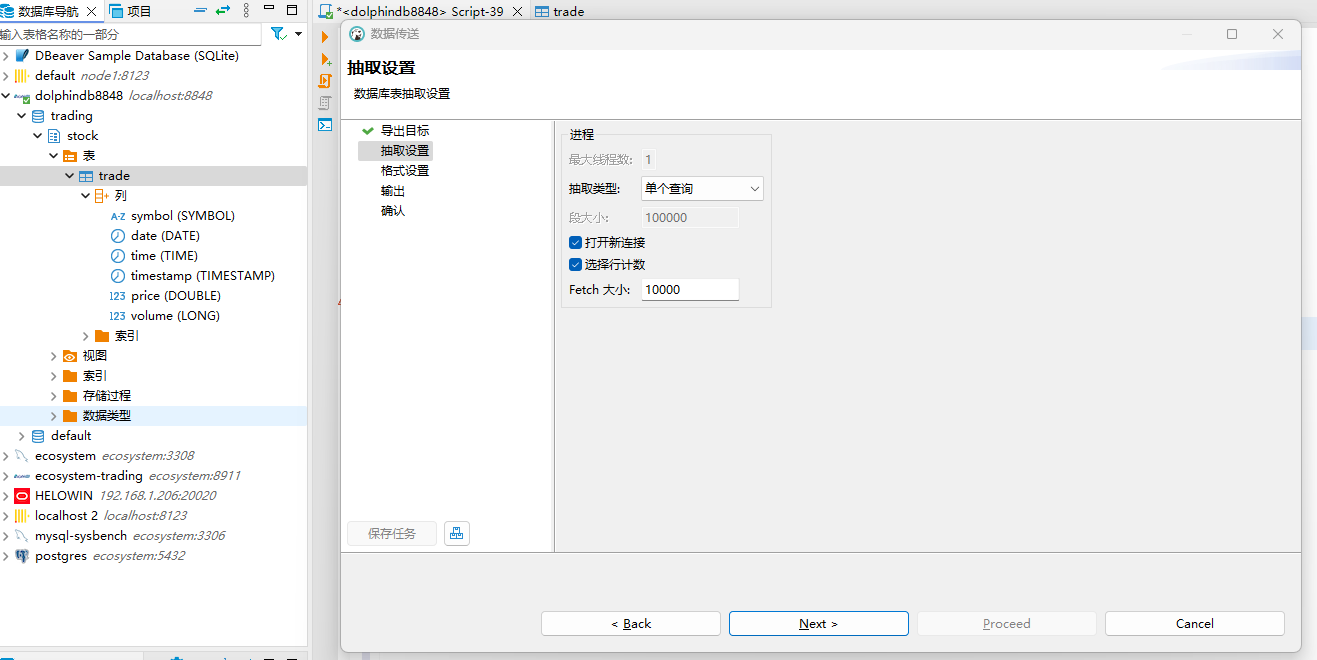 数据库导航
项目
*<dolphindb8848> Script-39
trade
输入表格名称的一部分
DBeaver Sample Database (SQLite)
default node1:8123
dolphindb8848 localhost:8848
trading
stock
表
trade
列
symbol (SYMBOL)
date (DATE)
time (TIME)
timestamp (TIMESTAMP)
price (DOUBLE)
volume (LONG)
索引
视图
索引
存储过程
数据类型
default
ecosystem ecosystem:3308
ecosystem-trading ecosystem:8911
HELOWIN 192.168.1.206:20020
localhost 2 localhost:8123
mysql-sysbench ecosystem:3306
postgres ecosystem:5432
数据传送
抽取设置
数据库表抽取设置
导出目标
抽取设置
格式设置
输出
确认
进程
最大线程数: 1
抽取类型: 单个查询
段大小: 100000
打开新连接
选择行计数
Fetch 大小: 10000
保存任务
< Back
Next >
Proceed
Cancel